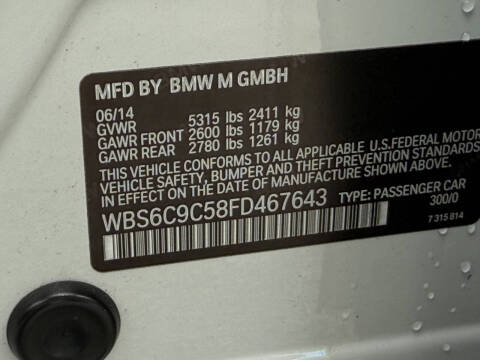 MFD BY BMW M GMBH
06/14
GVWR 5315 lbs 2411 kg
GAWR FRONT 2600 lbs 1179 kg
GAWR REAR 2780 lbs 1261 kg
THIS VEHICLE CONFORMS TO ALL APPLICABLE U.S.FEDERAL MOTOR
VEHICLE SAFETY, BUMPER AND THEFT PREVENTION STANDARDS
IN EFFECT ON THE DATE OF MANUFACTURE SHOWN ABOVE.
WBS6C9C58FD467643 TYPE: PASSENGER CAR
300/0
7 315 814